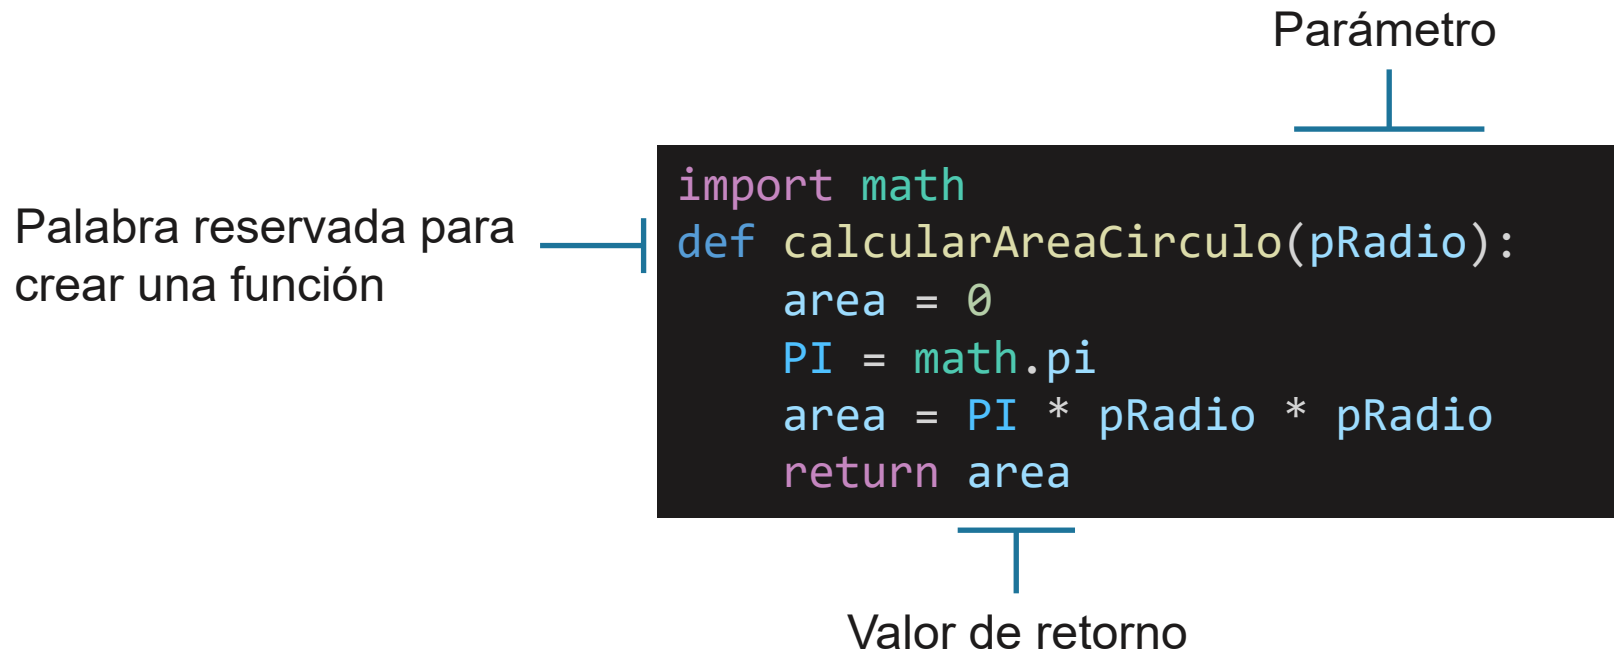 Parámetro
Palabra reservada para
crear una función
import math
def calcularAreaCirculo(pRadio):
    area = 0
    PI = math.pi
    area = PI * pRadio * pRadio
    return area
Valor de retorno